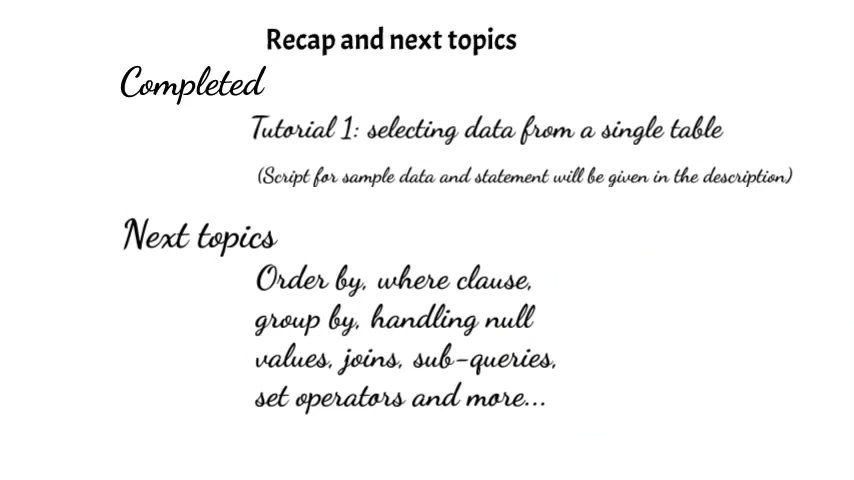 Recap and next topics
Completed
Tutorial 1: selecting data from a single table
(Script for sample data and statement will be given in the description)
Next topics
Order by, where clause,
group by, handling null
values, joins, sub-queries,
set operators and more...